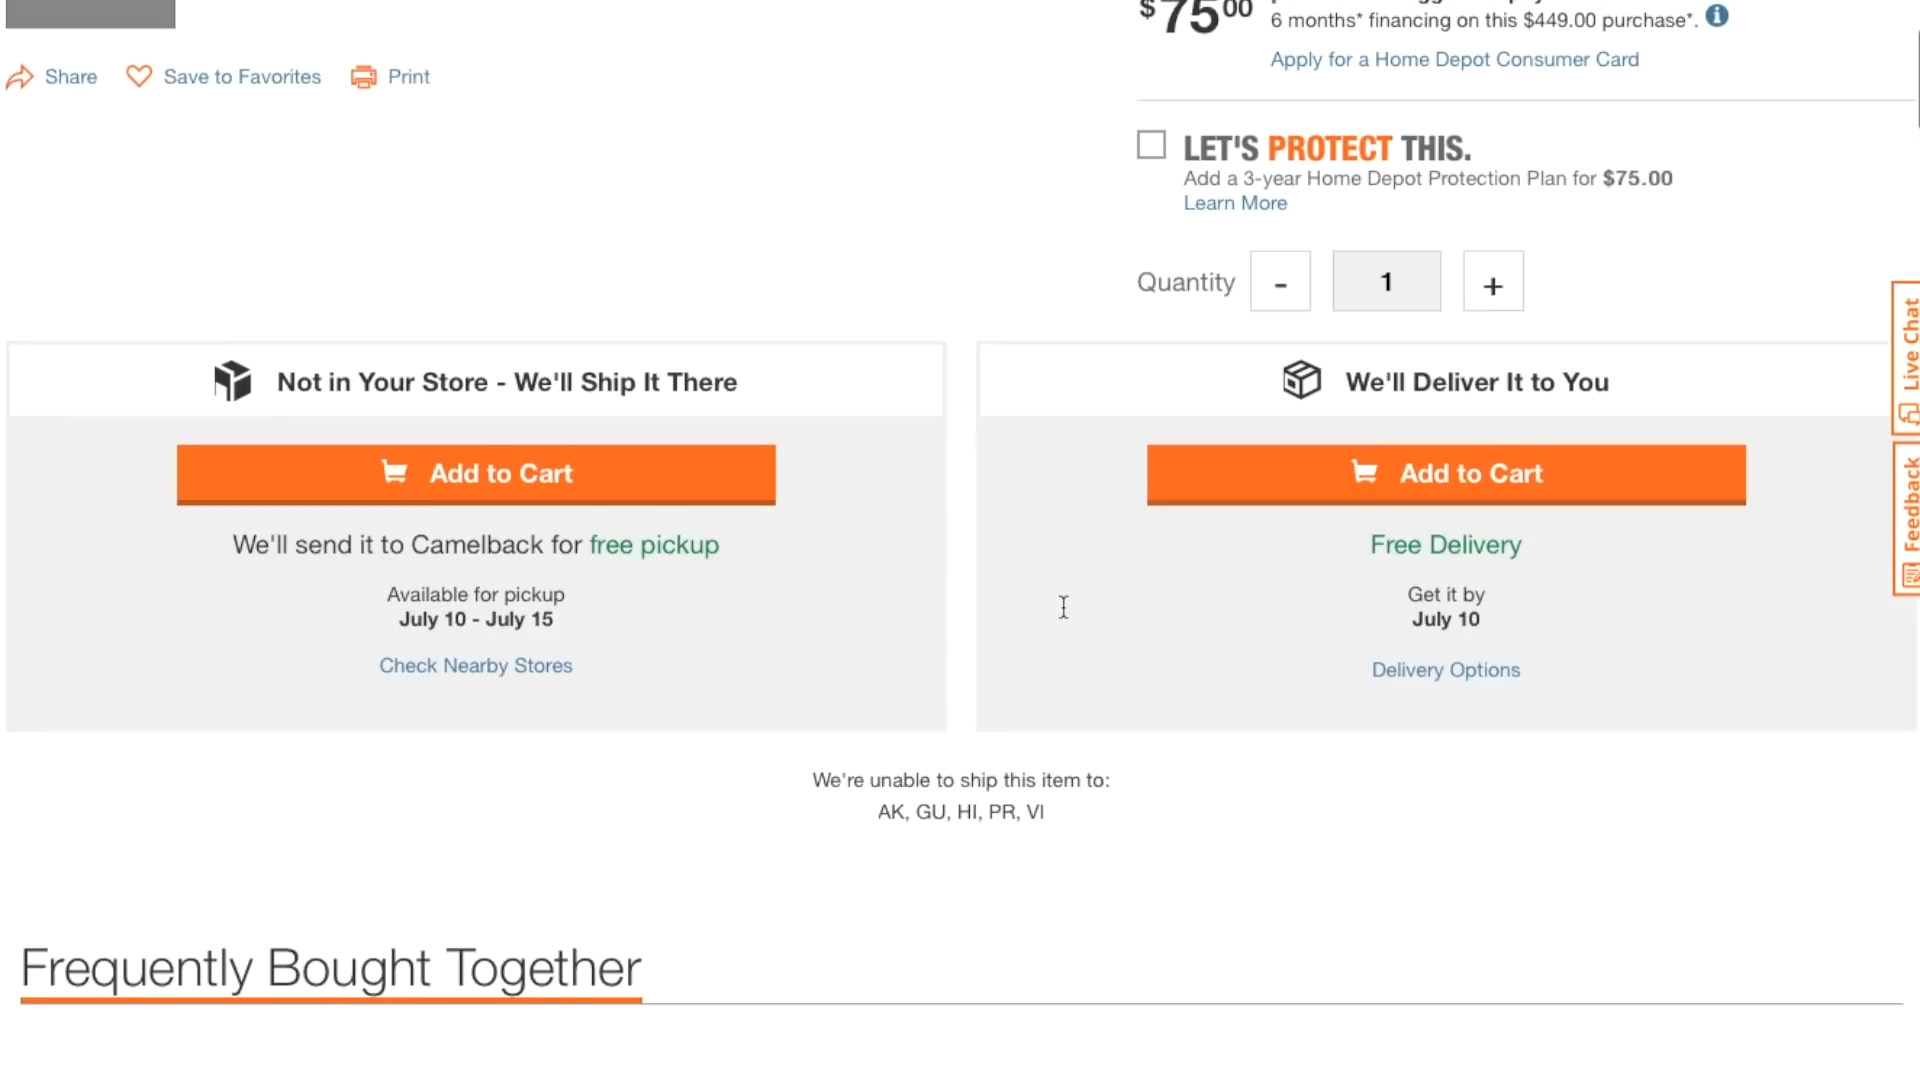 $75⁰⁰
6 months* financing on this $449.00 purchase*.
Apply for a Home Depot Consumer Card
Share
Save to Favorites
Print
LET'S PROTECT THIS.
Add a 3-year Home Depot Protection Plan for $75.00
Learn More
Quantity
-
1
+
Not in Your Store - We'll Ship It There
Add to Cart
We'll send it to Camelback for free pickup
Available for pickup
July 10 - July 15
Check Nearby Stores
We'll Deliver It to You
Add to Cart
Free Delivery
Get it by
July 10
Delivery Options
Live Chat
Feedback
We're unable to ship this item to:
AK, GU, HI, PR, VI
Frequently Bought Together